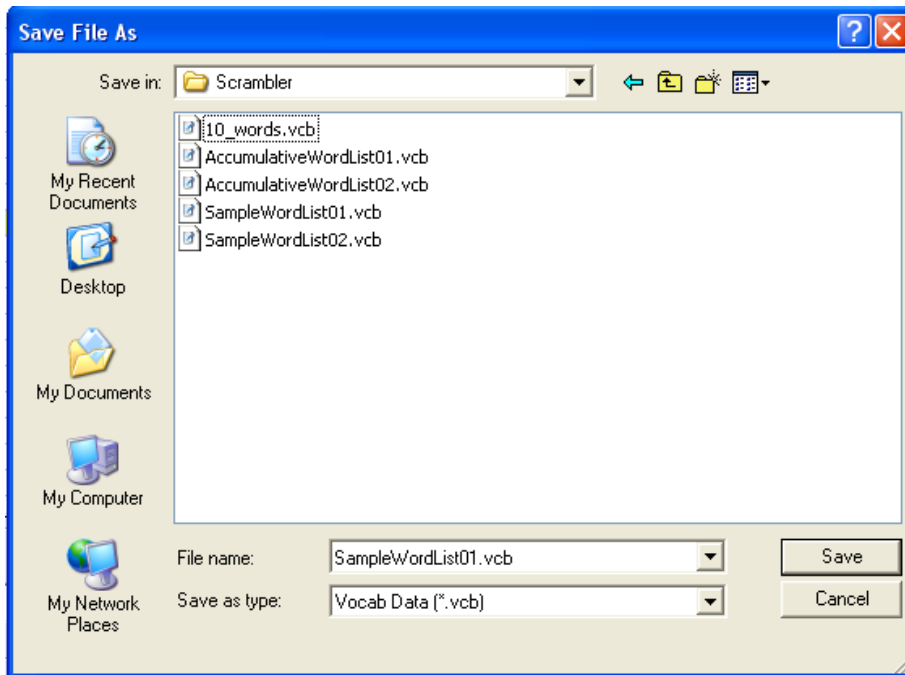 Save File As
Save in: Scrambler
My Recent
Documents
Desktop
My Documents
My Computer
My Network
Places
10_words.vcb
AccumulativeWordList01.vcb
AccumulativeWordList02.vcb
SampleWordList01.vcb
SampleWordList02.vcb
File name: SampleWordList01.vcb Save
Save as type: Vocab Data (*.vcb) Cancel